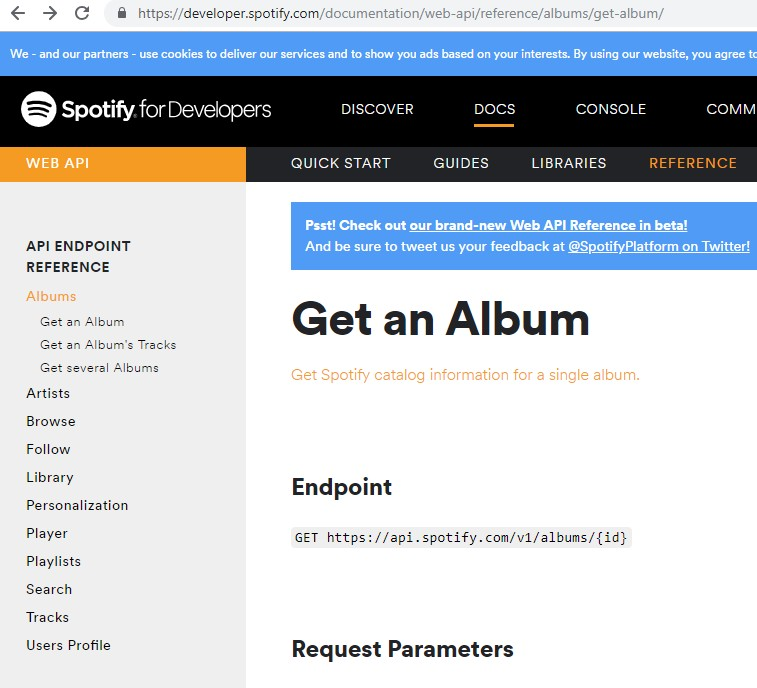 https://developer.spotify.com/documentation/web-api/reference/albums/get-album/
We - and our partners - use cookies to deliver our services and to show you ads based on your interests. By using our website, you agree to
Spotify for Developers
DISCOVER DOCS CONSOLE COMM
WEB API
QUICK START GUIDES LIBRARIES REFERENCE
API ENDPOINT
REFERENCE
Albums
Get an Album
Get an Album's Tracks
Get several Albums
Artists
Browse
Follow
Library
Personalization
Player
Playlists
Search
Tracks
Users Profile
Psst! Check out our brand-new Web API Reference in beta!
And be sure to tweet us your feedback at @SpotifyPlatform on Twitter!
Get an Album
Get Spotify catalog information for a single album.
Endpoint
GET https://api.spotify.com/v1/albums/{id}
Request Parameters